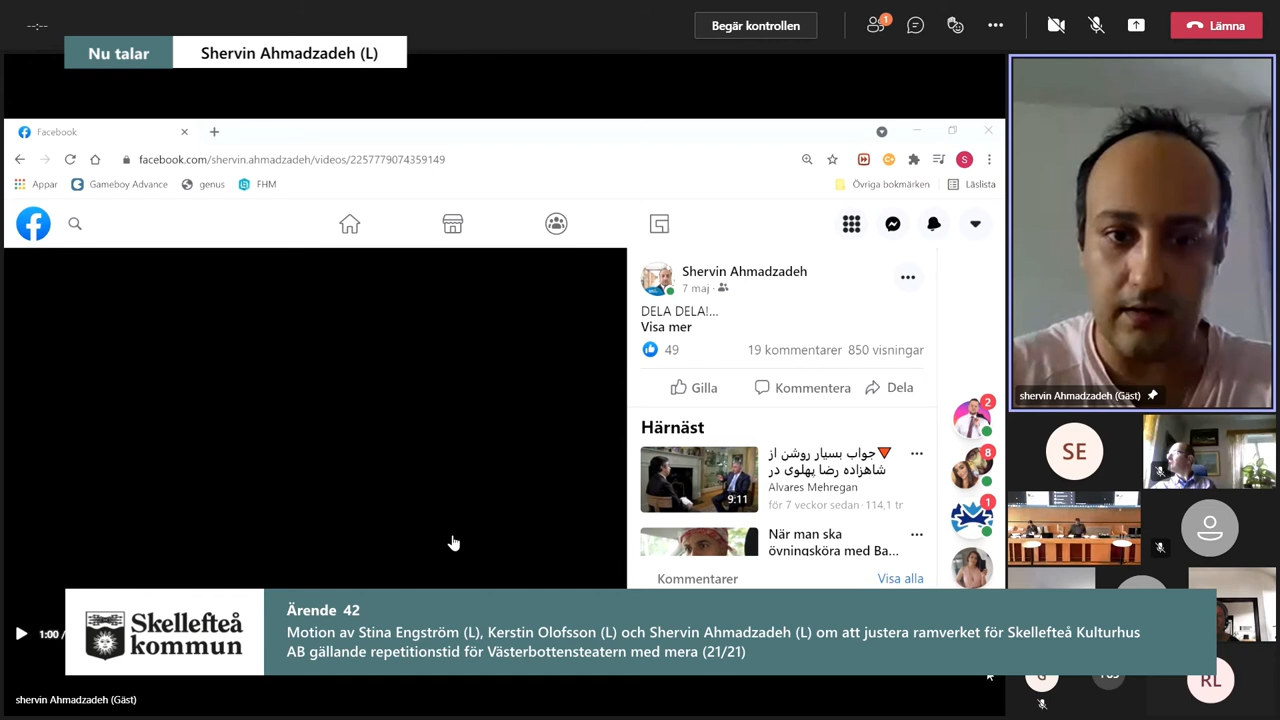 --:--
Begär kontrollen
1
Lämna
Nu talar
Shervin Ahmadzadeh (L)
Facebook
facebook.com/shervin.ahmadzadeh/videos/2257779074359149
S
Appar
Gameboy Advance
genus
FHM
Övriga bokmärken
Läslista
Shervin Ahmadzadeh
7 maj
DELA DELA!...
Visa mer
49
19 kommentarer 850 visningar
Gilla
Kommentera
Dela
Härnäst
جواب بسیار روشن از
شاهزاده رضا پهلوی در
Alvares Mehregan
för 7 veckor sedan · 114,1 tr
9:11
När man ska
övningsköra med Ba...
Kommentarer
Visa alla
2
8
1
shervin Ahmadzadeh (Gäst)
SE
Skellefteå
kommun
Ärende 42
Motion av Stina Engström (L), Kerstin Olofsson (L) och Shervin Ahmadzadeh (L) om att justera ramverket för Skellefteå Kulturhus
AB gällande repetitionstid för Västerbottensteatern med mera (21/21)
1:00 /
RL
shervin Ahmadzadeh (Gäst)